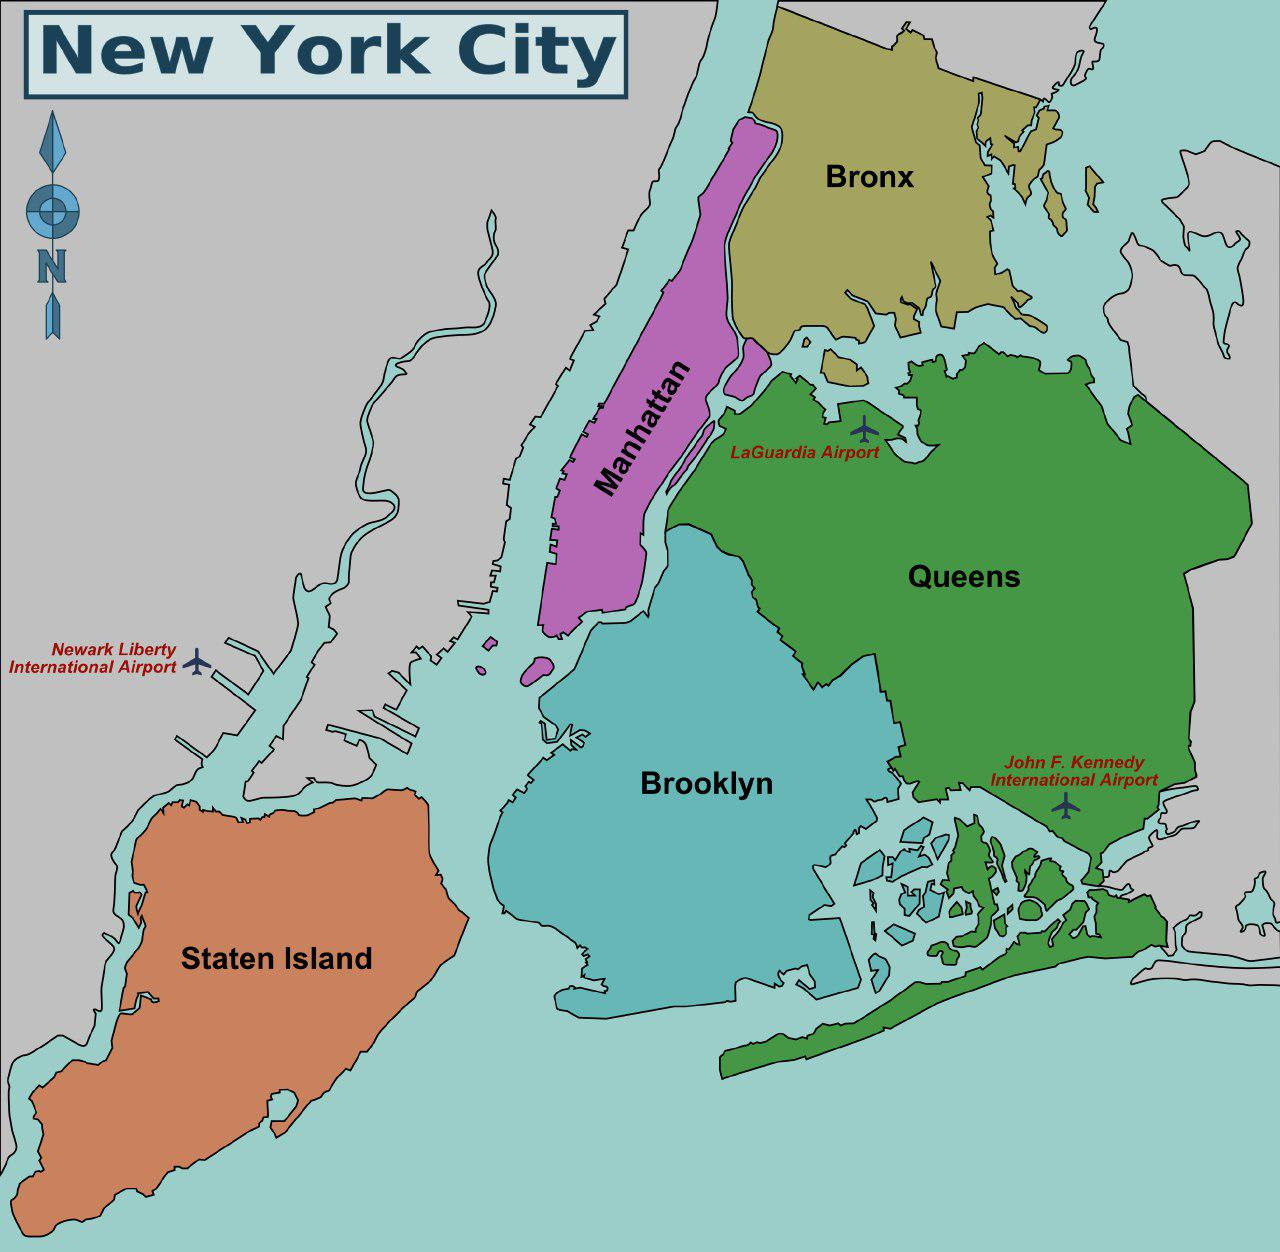 New York City
N
Bronx
Manhattan
LaGuardia Airport
Queens
Newark Liberty
International Airport
John F. Kennedy
International Airport
Brooklyn
Staten Island